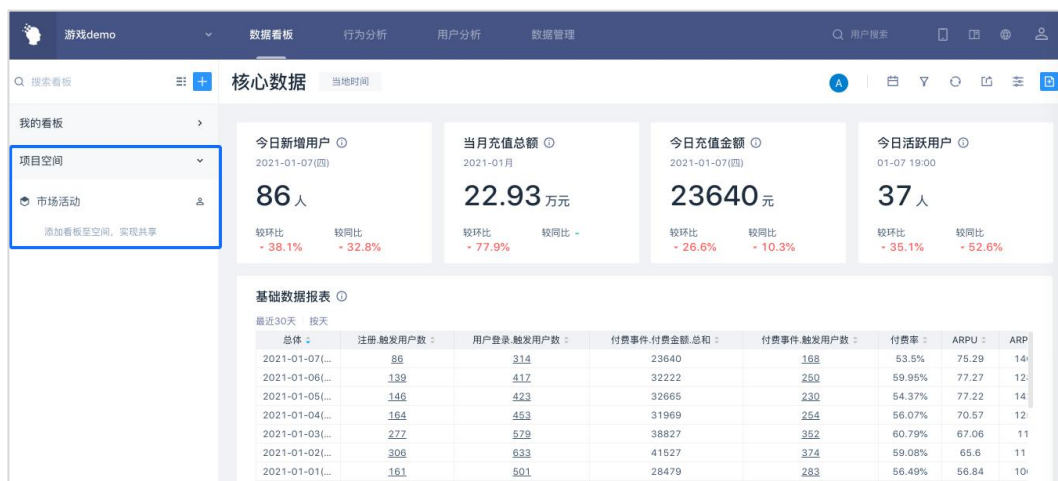 游戏demo 数据看板 行为分析 用户分析 数据管理 用户搜索
搜索看板
核心数据 当地时间 A
我的看板
项目空间
市场活动
添加看板至空间，实现共享
今日新增用户 当月充值总额 今日充值金额 今日活跃用户
2021-01-07(四) 2021-01月 2021-01-07(四) 01-07 19:00
86人 22.93万元 23640元 37人
较环比 较同比 较环比 较同比 - 较环比 较同比 较环比 较同比
38.1% 32.8% 77.9% 26.6% 10.3% 35.1% 52.6%
基础数据报表
最近30天 按天
总体 注册.触发用户数 用户登录.触发用户数 付费事件.付费金额.总和 付费事件.触发用户数 付费率 ARPU ARP
2021-01-07(... 86 314 23640 168 53.5% 75.29 14
2021-01-06(... 139 417 32222 250 59.95% 77.27 12
2021-01-05(... 146 423 32665 230 54.37% 77.22 14
2021-01-04(... 164 453 31969 254 56.07% 70.57 12
2021-01-03(... 277 579 38827 352 60.79% 67.06 11
2021-01-02(... 306 633 41527 374 59.08% 65.6 11
2021-01-01(... 161 501 28479 283 56.49% 56.84 10